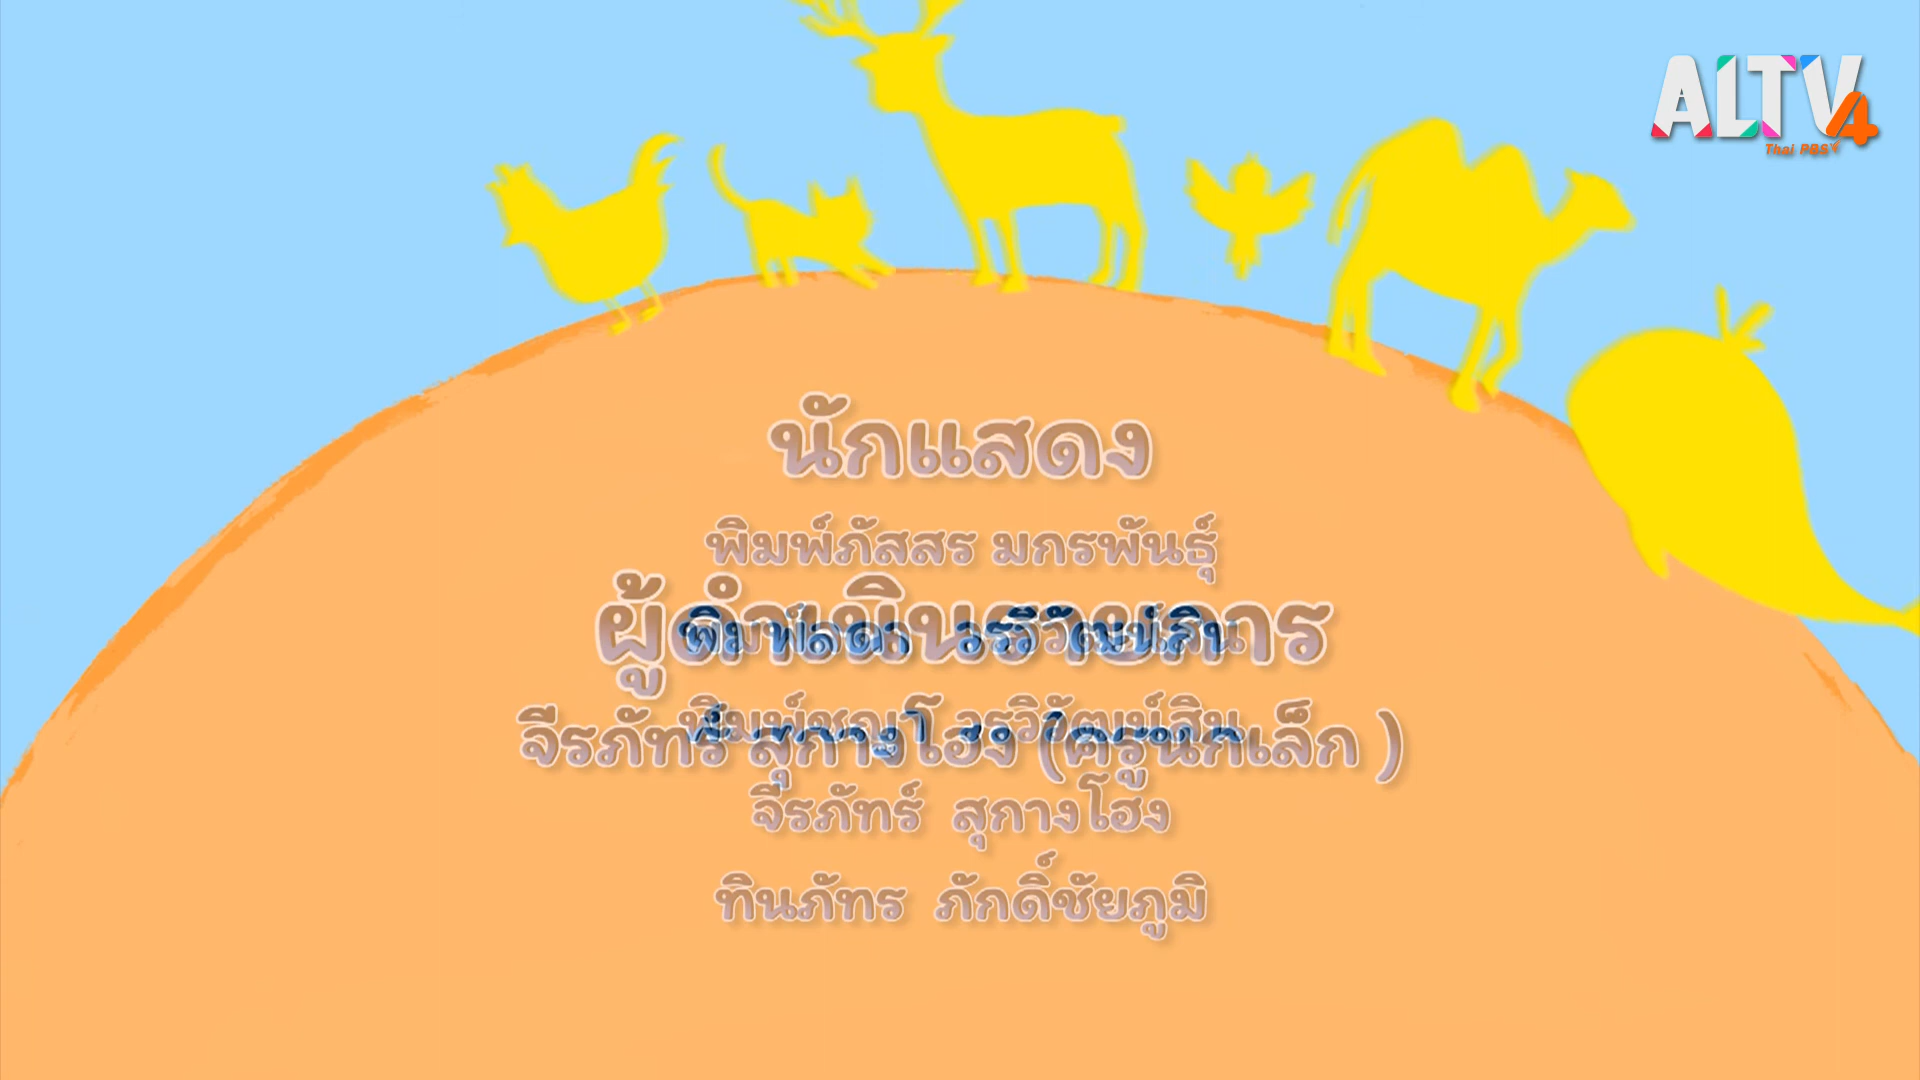 ALTV4
Thai PBS
นักแสดง
พิมพ์ภัสสร มกรพันธุ์
ผู้ดำเนินรายการ
จีรภัทร์ สุกางโฮง (ครูนกเล็ก )
จีรภัทร์ สุกางโฮง
ทินภัทร ภักดิ์ชัยภูมิ